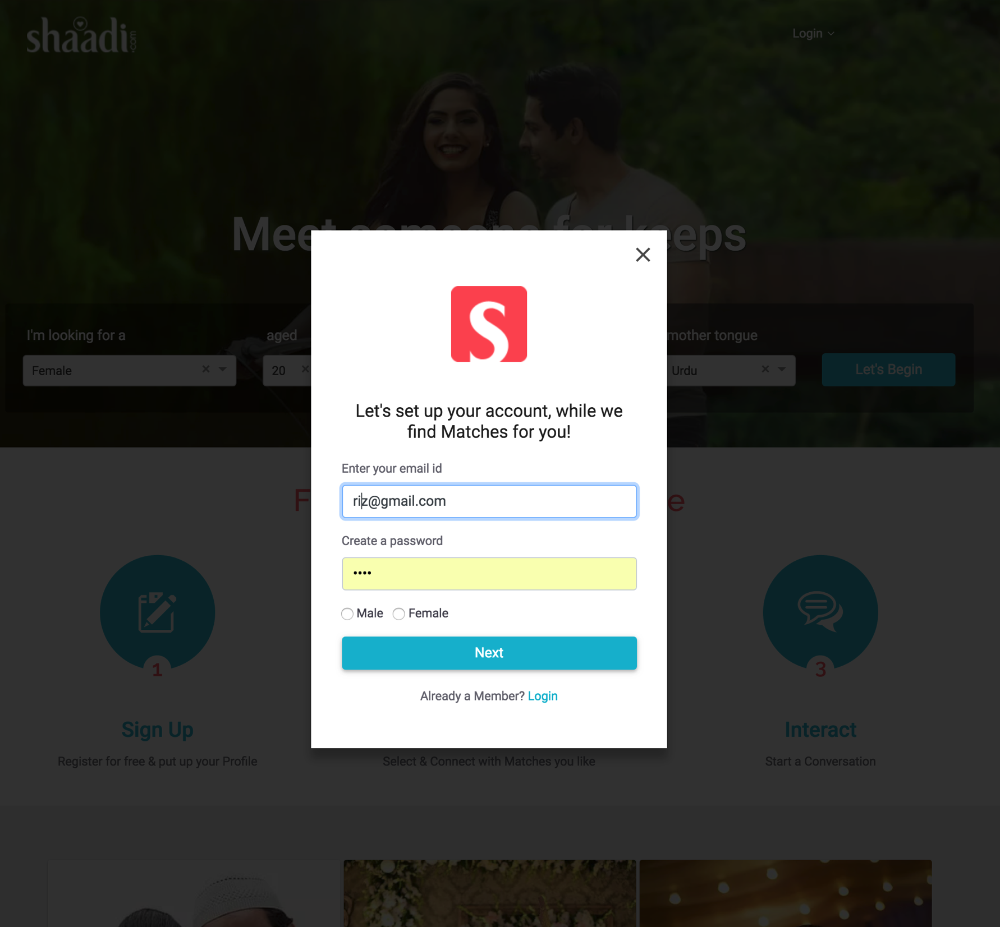 shaadi.com
Login
Meet someone for keeps
I'm looking for a
aged
mother tongue
Female
20
Urdu
Let's Begin
S
Let's set up your account, while we
find Matches for you!
Enter your email id
riz@gmail.com
Create a password
••••
Male
Female
Next
Already a Member? Login
F
e
1
3
Sign Up
Interact
Register for free & put up your Profile
Select & Connect with Matches you like
Start a Conversation